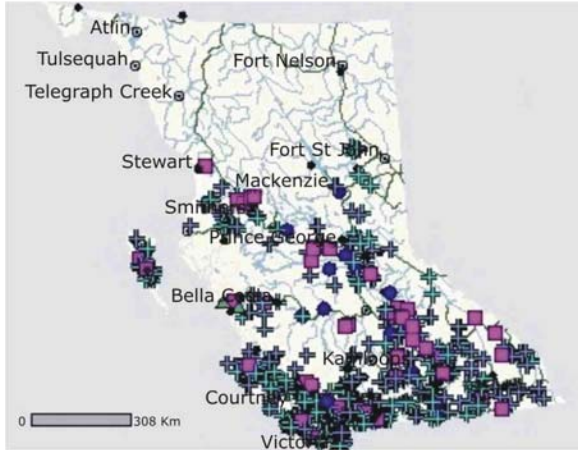 Atlin
Tulsequah
Fort Nelson
Telegraph Creek
Fort St John
Stewart
Mackenzie
Prince George
Bella Coola
Kamloops
Courtney
0 308 Km
Victoria